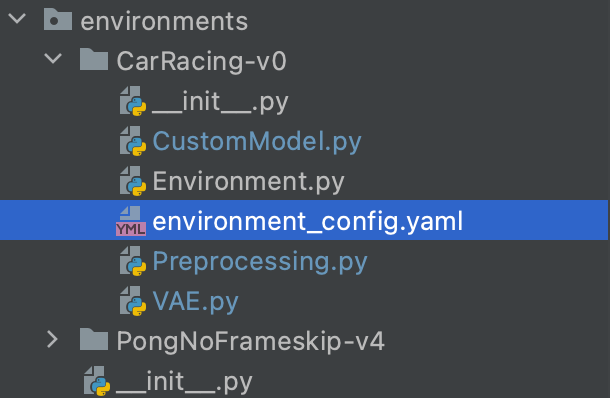 environments
CarRacing-v0
__init__.py
CustomModel.py
Environment.py
YML environment_config.yaml
Preprocessing.py
VAE.py
PongNoFrameskip-v4
__init__.py